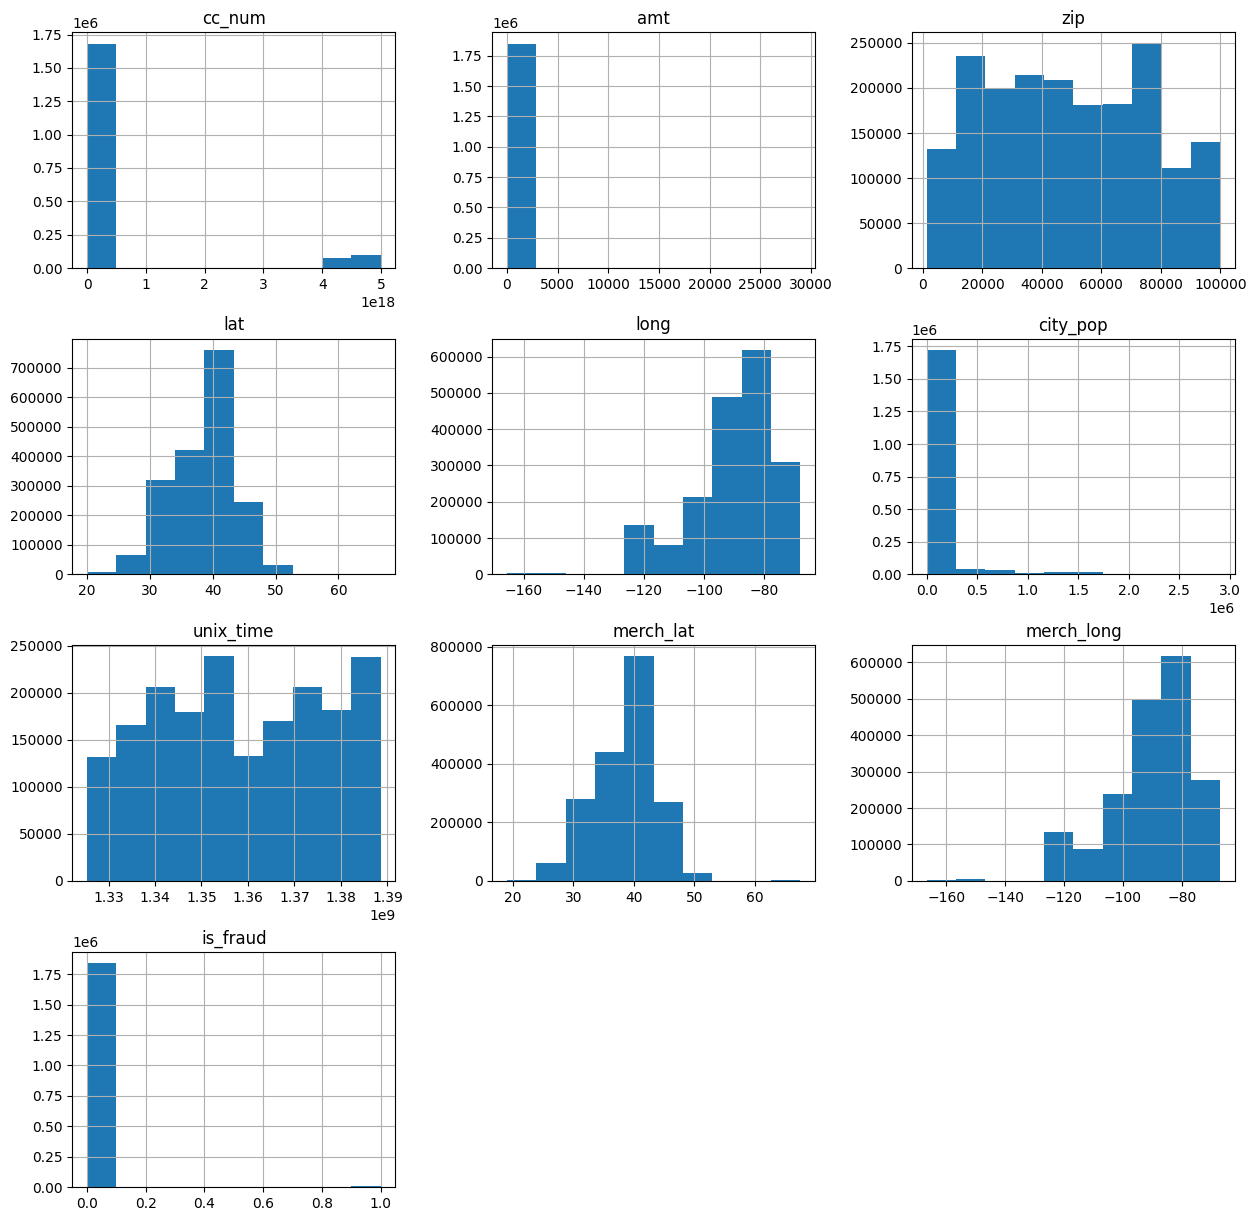 cc_num
1e6
1.75
1.50
1.25
1.00
0.75
0.50
0.25
0.00
0 1 2 3 4 5
1e18
amt
1e6
1.75
1.50
1.25
1.00
0.75
0.50
0.25
0.00
0 5000 10000 15000 20000 25000 30000
zip
250000
200000
150000
100000
50000
0
0 20000 40000 60000 80000 100000
lat
700000
600000
500000
400000
300000
200000
100000
0
20 30 40 50 60
long
600000
500000
400000
300000
200000
100000
0
−160 −140 −120 −100 −80
city_pop
1e6
1.75
1.50
1.25
1.00
0.75
0.50
0.25
0.00
0.0 0.5 1.0 1.5 2.0 2.5 3.0
1e6
unix_time
250000
200000
150000
100000
50000
0
1.33 1.34 1.35 1.36 1.37 1.38 1.39
1e9
merch_lat
800000
600000
400000
200000
0
20 30 40 50 60
merch_long
600000
500000
400000
300000
200000
100000
0
−160 −140 −120 −100 −80
is_fraud
1e6
1.75
1.50
1.25
1.00
0.75
0.50
0.25
0.00
0.0 0.2 0.4 0.6 0.8 1.0